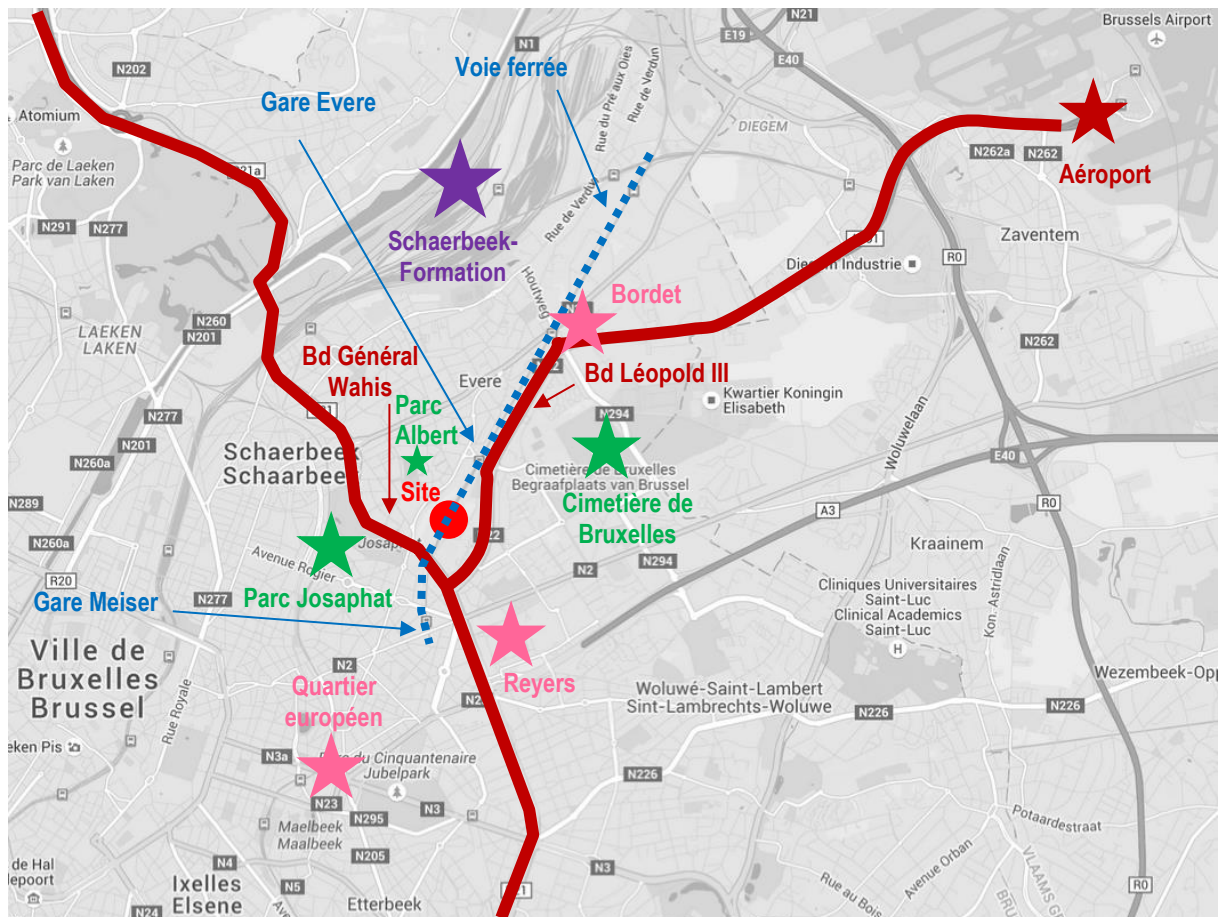 Brussels Airport
N21
E19
N1
N202
Voie ferrée
E40
Gare Evere
Rue du Pré aux Oies
Rue de Verdun
Atomium
DIEGEM
N262a
N262
Parc de Laeken
Park van Laken
21a
Aéroport
Rue de Verdun
N291
N277
Schaerbeek-
Formation
Zaventem
Diegem Industrie
R0
Houtweg
Bordet
N260
LAEKEN
LAKEN
N201
N262
Bd Général
Wahis
Evere
Bd Léopold III
Kwartier Koningin
Elisabeth
Parc
Albert
N294
N277
N201
Woluwelaan
Schaerbeek
Schaarbeek
N260a
Cimetière de Bruxelles
Begraafplaats van Brussel
E40
Site
Cimetière de
Bruxelles
N289
R0
A3
22
N260a
Josaphat
Kraainem
Avenue Rogier
N2
N294
R20
N277
Gare Meiser
Parc Josaphat
Cliniques Universitaires
Saint-Luc
Clinical Academics
Saint-Luc
Kon. Astridlaan
Ville de
Bruxelles
Brussel
N2
Reyers
Wezembeek-Opp
Quartier
européen
Woluwé-Saint-Lambert
Sint-Lambrechts-Woluwe
Rue Royale
N226
N226
N3a
Parc du Cinquantenaire
Jubelpark
N226
N23
N3
N295
Potaardestraat
Maelbeek
Maalbeek
N205
N4
N3
Avenue Orban
Ixelles
Elsene
N5
Etterbeek
Rue au Bois
R0
N24